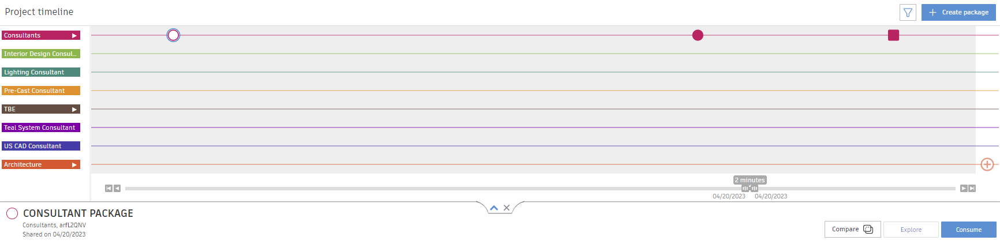 Project timeline
Create package
Consultants
Interior Design Consul...
Lighting Consultant
Pre-Cast Consultant
TBE
Teal System Consultant
US CAD Consultant
Architecture
2 minutes
04/20/2023 04/20/2023
CONSULTANT PACKAGE
Consultants, arfL2QNV
Shared on 04/20/2023
Compare Explore Consume